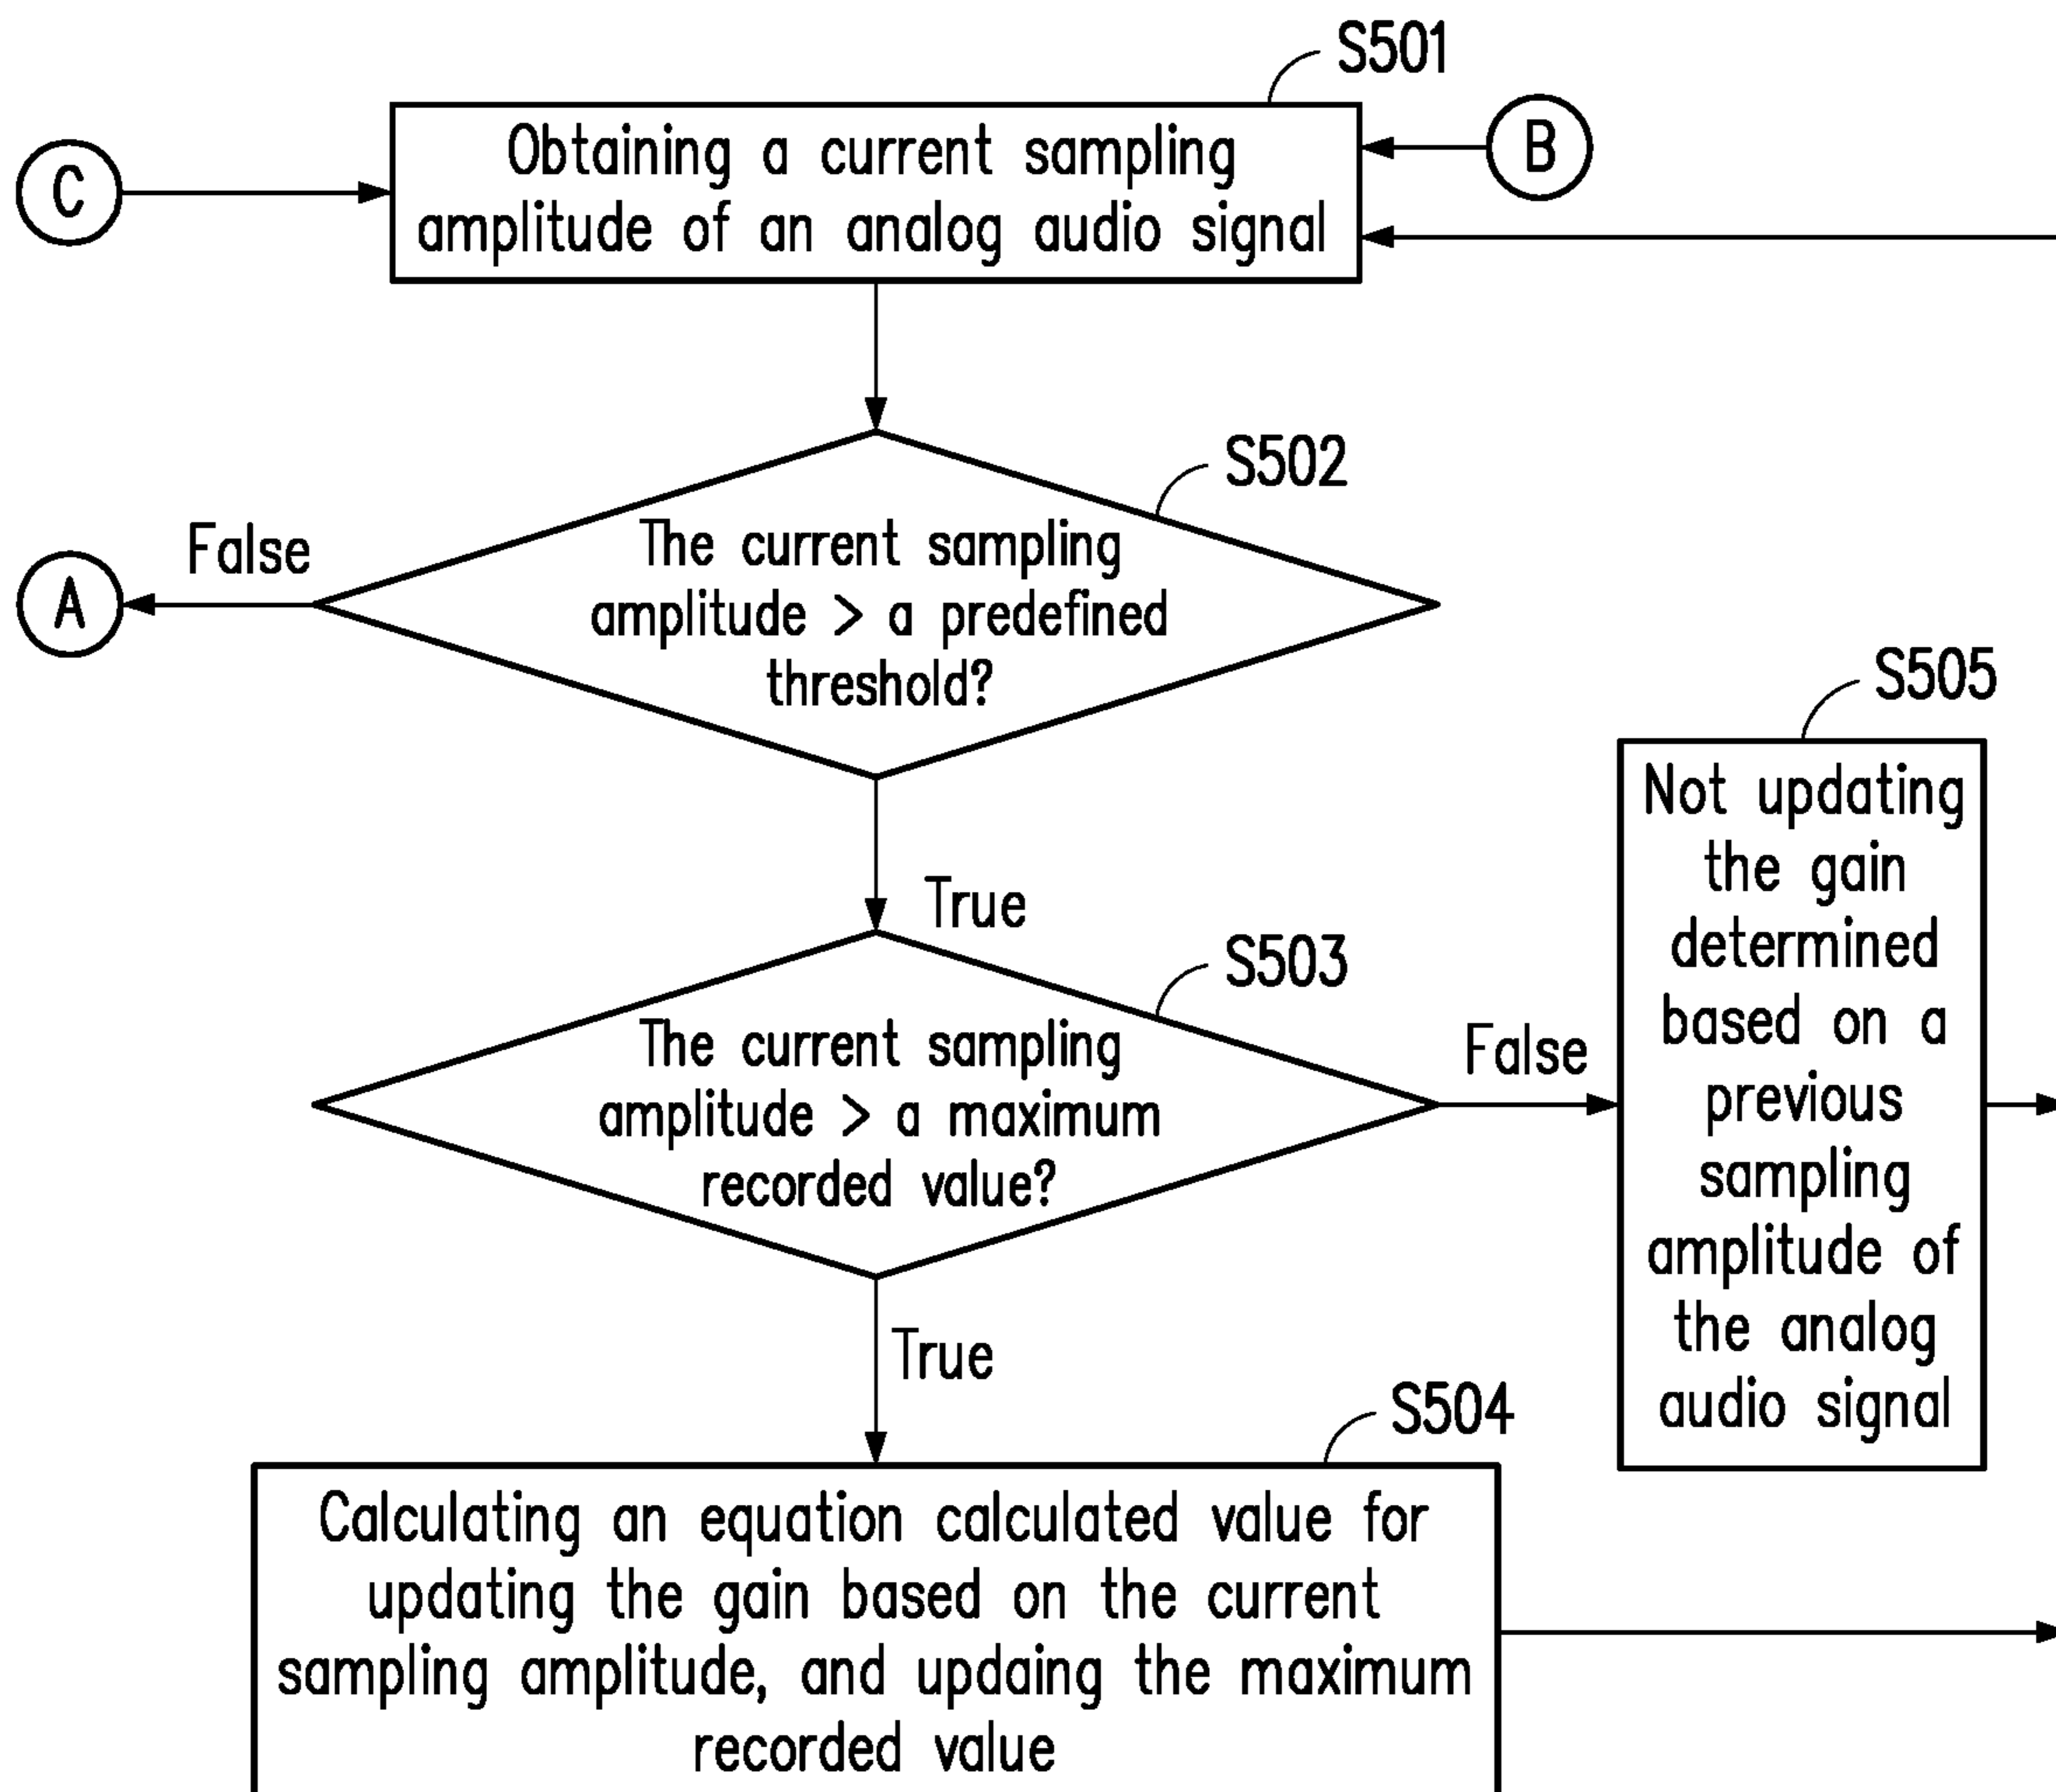 S501
C
Obtaining a current sampling
amplitude of an analog audio signal
B
S502
False
A
The current sampling
amplitude > a predefined
threshold?
True
S503
The current sampling
amplitude > a maximum
recorded value?
False
S505
Not updating
the gain
determined
based on a
previous
sampling
amplitude of
the analog
audio signal
True
S504
Calculating an equation calculated value for
updating the gain based on the current
sampling amplitude, and updaing the maximum
recorded value